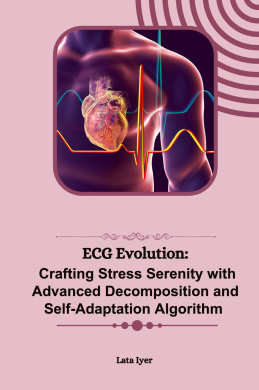 ECG Evolution:
Crafting Stress Serenity with
Advanced Decomposition and
Self-Adaptation Algorithm
Lata Iyer